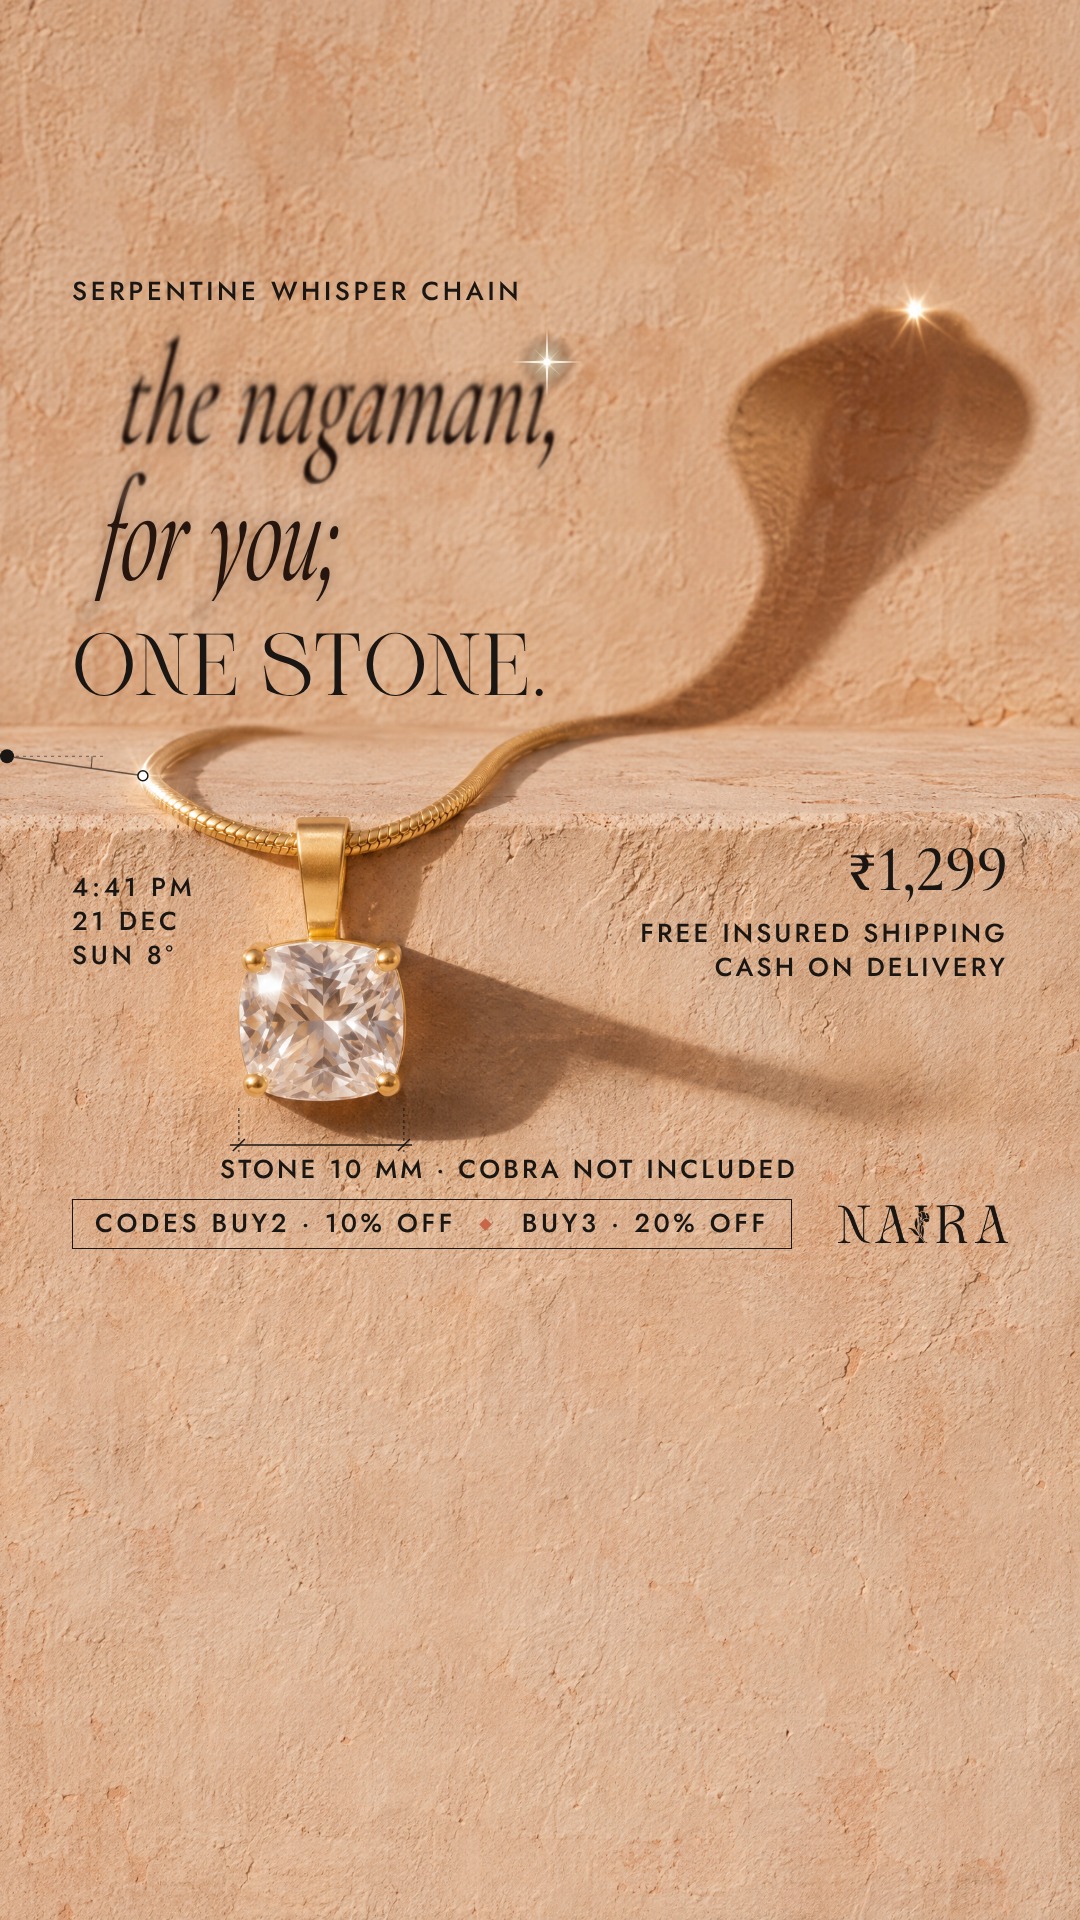 SERPENTINE WHISPER CHAIN
the nagamani,
for you;
ONE STONE.
4:41 PM
21 DEC
SUN 8°
₹1,299
FREE INSURED SHIPPING
CASH ON DELIVERY
STONE 10 MM · COBRA NOT INCLUDED
CODES BUY2 · 10% OFF ◆ BUY3 · 20% OFF
NAIRA